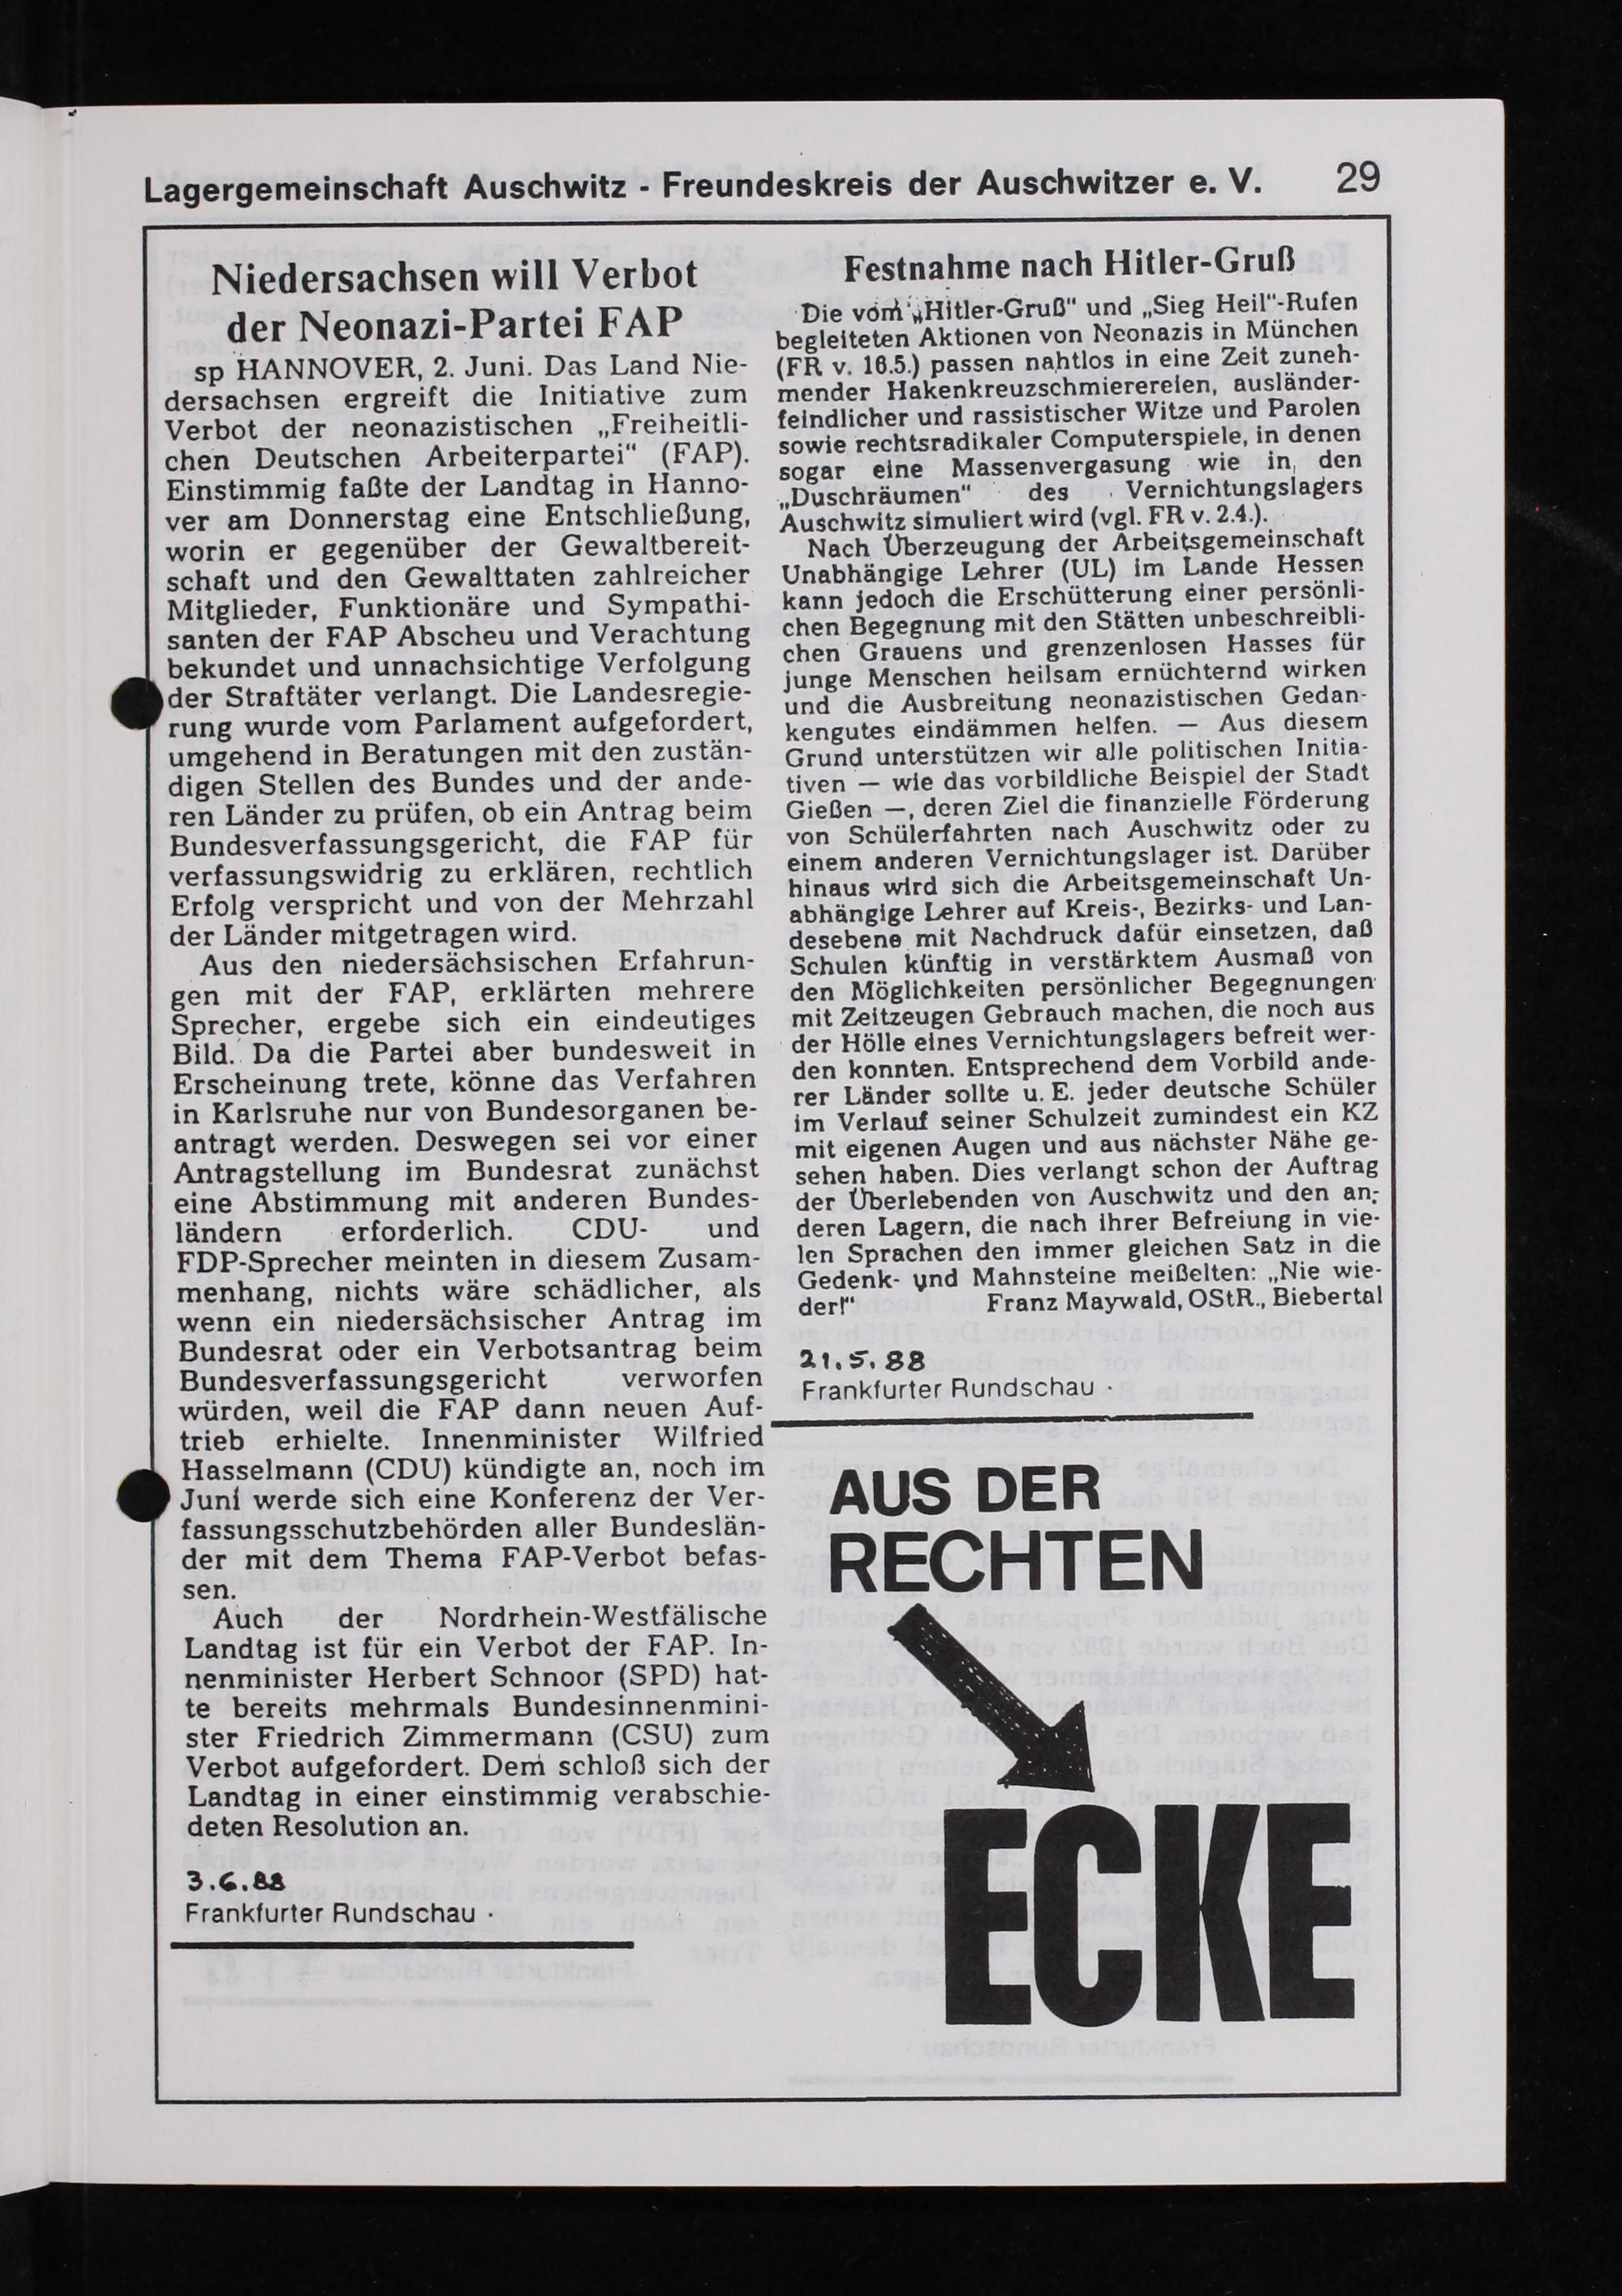 Lagergemeinschaft Auschwitz - Freundeskreis der Auschwitzer e. V. 29
Niedersachsen will Verbot
der Neonazi-Partei FAP
sp HANNOVER, 2. Juni. Das Land Nie-
dersachsen ergreift die Initiative zum
Verbot der neonazistischen „Freiheitli-
chen Deutschen Arbeiterpartei“ (FAP).
Einstimmig faßte der Landtag in Hanno-
ver am Donnerstag eine Entschließung,
worin er gegenüber der Gewaltbereit-
schaft und den Gewalttaten zahlreicher
Mitglieder, Funktionäre und Sympathi-
santen der FAP Abscheu und Verachtung
bekundet und unnachsichtige Verfolgung
der Straftäter verlangt. Die Landesregie-
rung wurde vom Parlament aufgefordert,
umgehend in Beratungen mit den zustän-
digen Stellen des Bundes und der ande-
ren Länder zu prüfen, ob ein Antrag beim
Bundesverfassungsgericht, die FAP für
verfassungswidrig zu erklären, rechtlich
Erfolg verspricht und von der Mehrzahl
der Länder mitgetragen wird.
Aus den niedersächsischen Erfahrun-
gen mit der FAP, erklärten mehrere
Sprecher, ergebe sich ein eindeutiges
Bild. Da die Partei aber bundesweit in
Erscheinung trete, könne das Verfahren
in Karlsruhe nur von Bundesorganen be-
antragt werden. Deswegen sei vor einer
Antragstellung im Bundesrat zunächst
eine Abstimmung mit anderen Bundes-
ländern erforderlich. CDU- und
FDP-Sprecher meinten in diesem Zusam-
menhang, nichts wäre schädlicher, als
wenn ein niedersächsischer Antrag im
Bundesrat oder ein Verbotsantrag beim
Bundesverfassungsgericht verworfen
würden, weil die FAP dann neuen Auf-
trieb erhielte. Innenminister Wilfried
Hasselmann (CDU) kündigte an, noch im
Juni werde sich eine Konferenz der Ver-
fassungsschutzbehörden aller Bundeslän-
der mit dem Thema FAP-Verbot befas-
sen.
Auch der Nordrhein-Westfälische
Landtag ist für ein Verbot der FAP. In-
nenminister Herbert Schnoor (SPD) hat-
te bereits mehrmals Bundesinnenmini-
ster Friedrich Zimmermann (CSU) zum
Verbot aufgefordert. Dem schloß sich der
Landtag in einer einstimmig verabschie-
deten Resolution an.
3.6.88
Frankfurter Rundschau ·
Festnahme nach Hitler-Gruß
Die vom „Hitler-Gruß“ und „Sieg Heil“-Rufen
begleiteten Aktionen von Neonazis in München
(FR v. 16.5.) passen nahtlos in eine Zeit zuneh-
mender Hakenkreuzschmierereien, ausländer-
feindlicher und rassistischer Witze und Parolen
sowie rechtsradikaler Computerspiele, in denen
sogar eine Massenvergasung wie in den
„Duschräumen“ des Vernichtungslagers
Auschwitz simuliert wird (vgl. FR v. 2.4.).
Nach Überzeugung der Arbeitsgemeinschaft
Unabhängige Lehrer (UL) im Lande Hessen
kann jedoch die Erschütterung einer persönli-
chen Begegnung mit den Stätten unbeschreibli-
chen Grauens und grenzenlosen Hasses für
junge Menschen heilsam ernüchternd wirken
und die Ausbreitung neonazistischen Gedan-
kengutes eindämmen helfen. — Aus diesem
Grund unterstützen wir alle politischen Initia-
tiven — wie das vorbildliche Beispiel der Stadt
Gießen —, deren Ziel die finanzielle Förderung
von Schülerfahrten nach Auschwitz oder zu
einem anderen Vernichtungslager ist. Darüber
hinaus wird sich die Arbeitsgemeinschaft Un-
abhängige Lehrer auf Kreis-, Bezirks- und Lan-
desebene mit Nachdruck dafür einsetzen, daß
Schulen künftig in verstärktem Ausmaß von
den Möglichkeiten persönlicher Begegnungen
mit Zeitzeugen Gebrauch machen, die noch aus
der Hölle eines Vernichtungslagers befreit wer-
den konnten. Entsprechend dem Vorbild ande-
rer Länder sollte u. E. jeder deutsche Schüler
im Verlauf seiner Schulzeit zumindest ein KZ
mit eigenen Augen und aus nächster Nähe ge-
sehen haben. Dies verlangt schon der Auftrag
der Überlebenden von Auschwitz und den an-
deren Lagern, die nach ihrer Befreiung in vie-
len Sprachen den immer gleichen Satz in die
Gedenk- und Mahnsteine meißelten: „Nie wie-
der!“ Franz Maywald, OStR., Biebertal
21.5.88
Frankfurter Rundschau ·
AUS DER
RECHTEN
ECKE